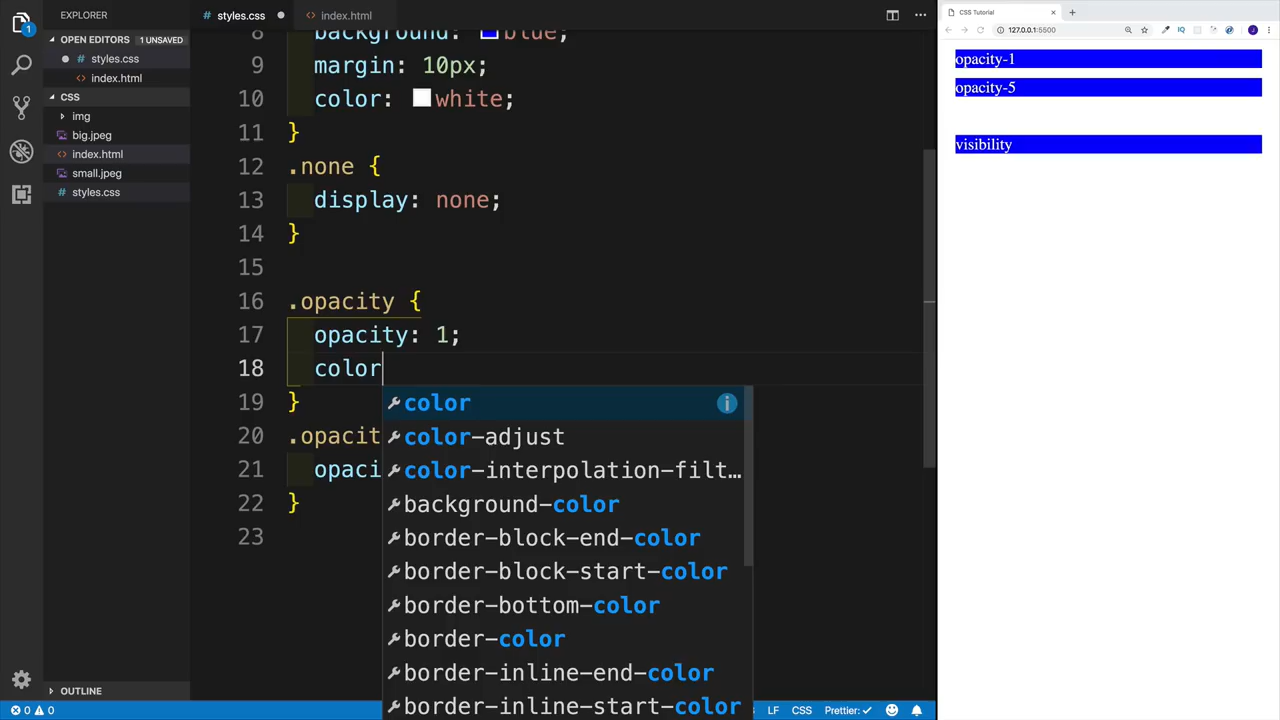 EXPLORER
OPEN EDITORS 1 UNSAVED
styles.css
index.html
CSS
img
big.jpeg
index.html
small.jpeg
styles.css
OUTLINE
0 0
styles.css
index.html
8 background: blue;
9 margin: 10px;
10 color: white;
11 }
12 .none {
13 display: none;
14 }
15
16 .opacity {
17 opacity: 1;
18 color
19 }
20 .opacit
21 opaci
22 }
23
color
color-adjust
color-interpolation-filt…
background-color
border-block-end-color
border-block-start-color
border-bottom-color
border-color
border-inline-end-color
border-inline-start-color
LF CSS Prettier: ✓
CSS Tutorial
127.0.0.1:5500
opacity-1
opacity-5
visibility